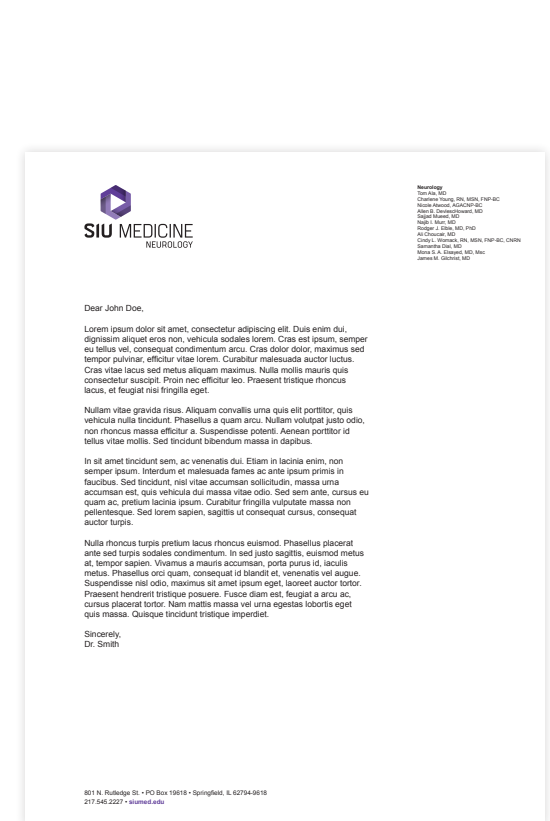 SIU MEDICINE
NEUROLOGY
Neurology
Tom Ala, MD
Charlene Young, RN, MSN, FNP-BC
Nicole Atwood, AGACNP-BC
Allen B. DevleschHoward, MD
Sajjad Mueed, MD
Najib I. Murr, MD
Rodger J. Elble, MD, PhD
Ali Choucair, MD
Cindy L. Womack, RN, MSN, FNP-BC, CNRN
Samantha Dial, MD
Mona S. A. Elsayed, MD, Msc
James M. Gilchrist, MD
Dear John Doe,
Lorem ipsum dolor sit amet, consectetur adipiscing elit. Duis enim dui,
dignissim aliquet eros non, vehicula sodales lorem. Cras est ipsum, semper
eu tellus vel, consequat condimentum arcu. Cras dolor dolor, maximus sed
tempor pulvinar, efficitur vitae lorem. Curabitur malesuada auctor luctus.
Cras vitae lacus sed metus aliquam maximus. Nulla mollis mauris quis
consectetur suscipit. Proin nec efficitur leo. Praesent tristique rhoncus
lacus, et feugiat nisi fringilla eget.
Nullam vitae gravida risus. Aliquam convallis urna quis elit porttitor, quis
vehicula nulla tincidunt. Phasellus a quam arcu. Nullam volutpat justo odio,
non rhoncus massa efficitur a. Suspendisse potenti. Aenean porttitor id
tellus vitae mollis. Sed tincidunt bibendum massa in dapibus.
In sit amet tincidunt sem, ac venenatis dui. Etiam in lacinia enim, non
semper ipsum. Interdum et malesuada fames ac ante ipsum primis in
faucibus. Sed tincidunt, nisl vitae accumsan sollicitudin, massa urna
accumsan est, quis vehicula dui massa vitae odio. Sed sem ante, cursus eu
quam ac, pretium lacinia ipsum. Curabitur fringilla vulputate massa non
pellentesque. Sed lorem sapien, sagittis ut consequat cursus, consequat
auctor turpis.
Nulla rhoncus turpis pretium lacus rhoncus euismod. Phasellus placerat
ante sed turpis sodales condimentum. In sed justo sagittis, euismod metus
at, tempor sapien. Vivamus a mauris accumsan, porta purus id, iaculis
metus. Phasellus orci quam, consequat id blandit et, venenatis vel augue.
Suspendisse nisl odio, maximus sit amet ipsum eget, laoreet auctor tortor.
Praesent hendrerit tristique posuere. Fusce diam est, feugiat a arcu ac,
cursus placerat tortor. Nam mattis massa vel urna egestas lobortis eget
quis massa. Quisque tincidunt tristique imperdiet.
Sincerely,
Dr. Smith
801 N. Rutledge St. • PO Box 19618 • Springfield, IL 62794-9618
217.545.2227 • siumed.edu